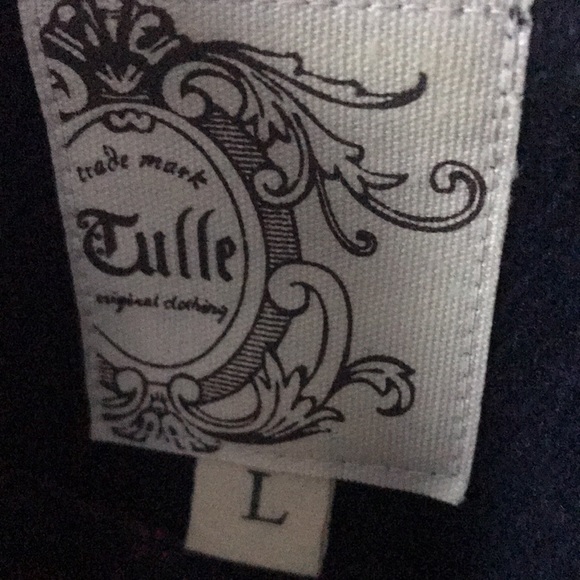 trade mark
Tulle
original clothing
L